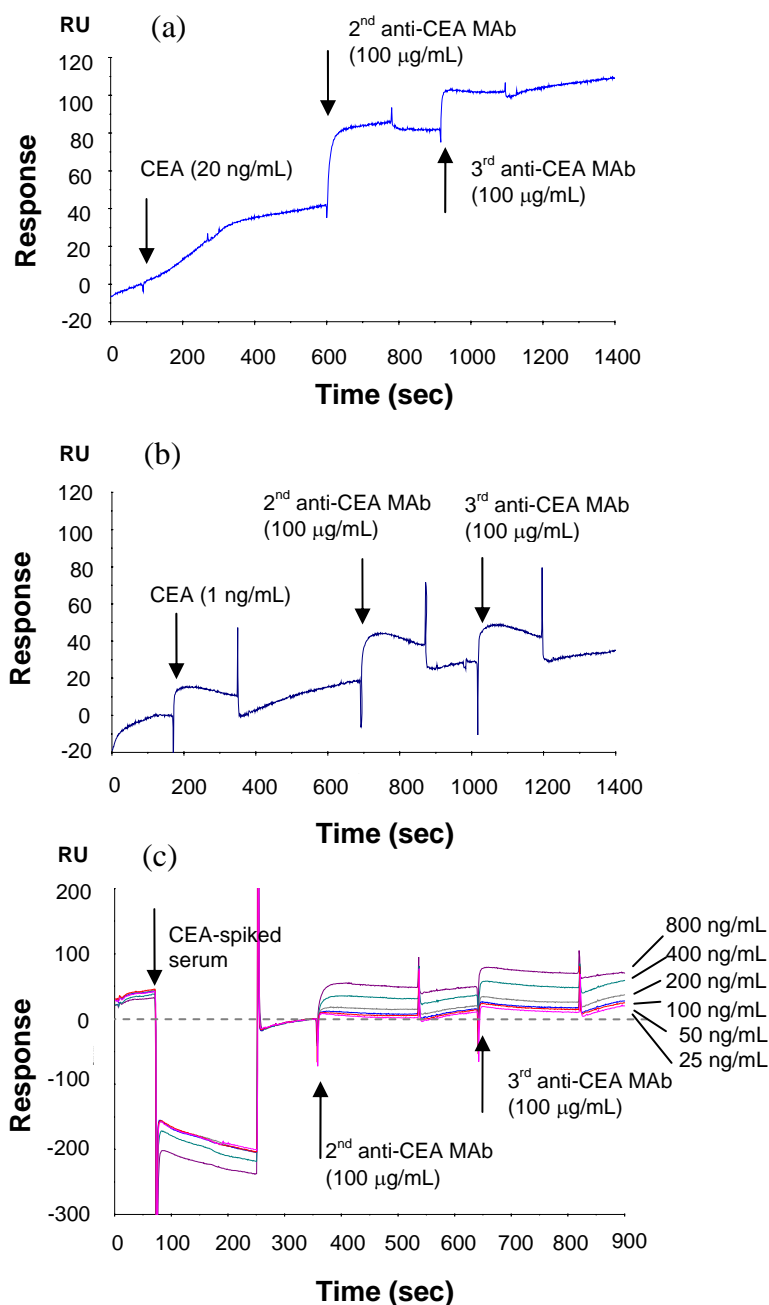 RU
(a)
2nd anti-CEA MAb
(100 μg/mL)
120
100
80
60
40
20
0
-20
CEA (20 ng/mL)
3rd anti-CEA MAb
(100 μg/mL)
Response
0 200 400 600 800 1000 1200 1400
Time (sec)
RU
(b)
120
100
80
60
40
20
0
-20
2nd anti-CEA MAb
(100 μg/mL)
3rd anti-CEA MAb
(100 μg/mL)
CEA (1 ng/mL)
Response
0 200 400 600 800 1000 1200 1400
Time (sec)
RU
(c)
200
100
0
-100
-200
-300
CEA-spiked
serum
800 ng/mL
400 ng/mL
200 ng/mL
100 ng/mL
50 ng/mL
25 ng/mL
3rd anti-CEA MAb
(100 μg/mL)
2nd anti-CEA MAb
(100 μg/mL)
Response
0 100 200 300 400 500 600 700 800 900
Time (sec)